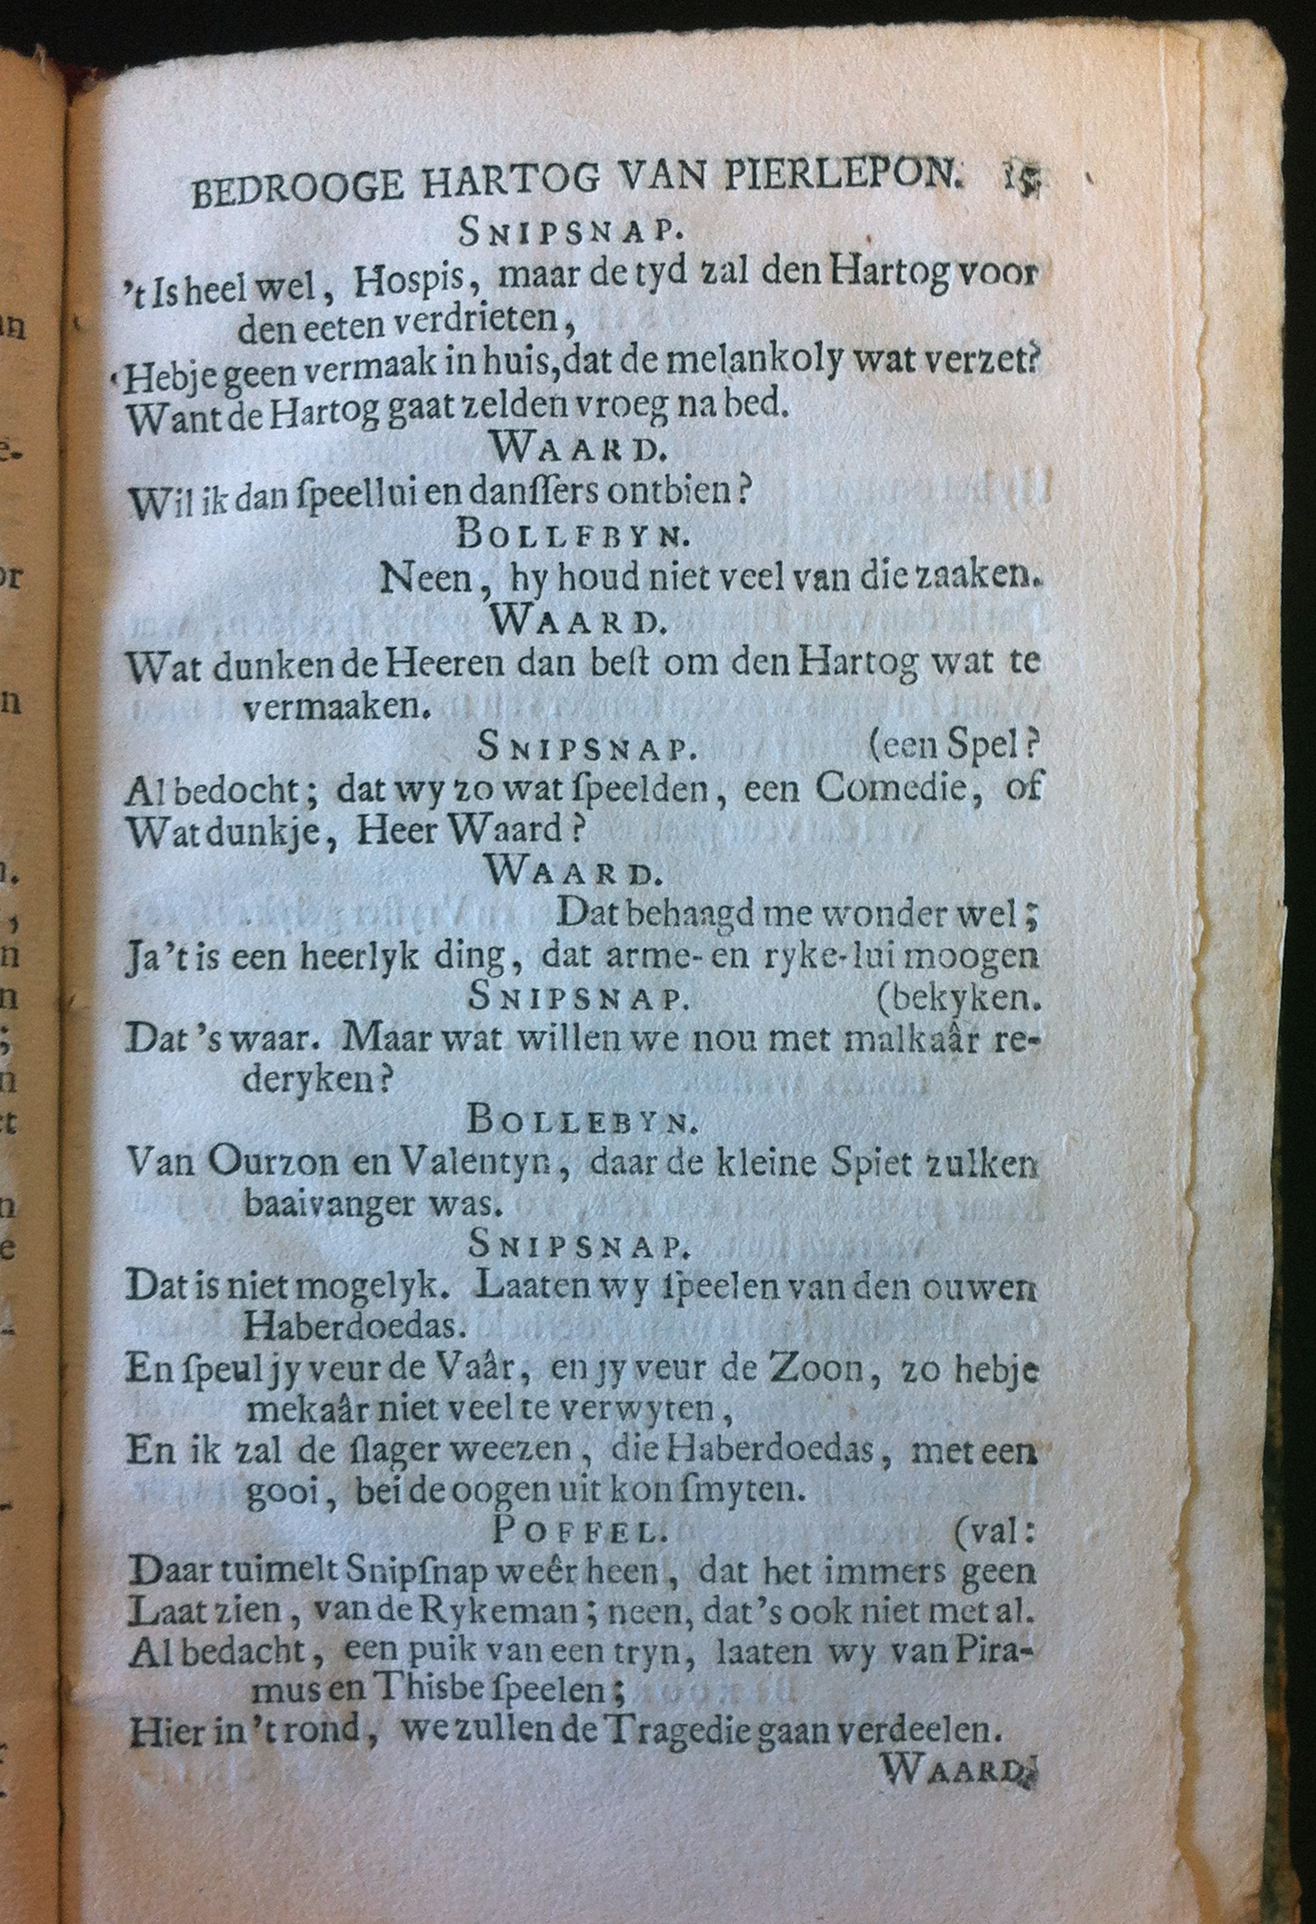 BEDROOGE HARTOG VAN PIERLEPON. 15
SNIPSNAP.
't Is heel wel, Hospis, maar de tyd zal den Hartog voor
den eeten verdrieten,
Hebje geen vermaak in huis, dat de melankoly wat verzet?
Want de Hartog gaat zelden vroeg na bed.
WAARD.
Wil ik dan ſpeellui en danſſers ontbien?
BOLLEBYN.
Neen, hy houd niet veel van die zaaken.
WAARD.
Wat dunken de Heeren dan beſt om den Hartog wat te
vermaaken.
SNIPSNAP. (een Spel?
Al bedocht; dat wy zo wat ſpeelden, een Comedie, of
Wat dunkje, Heer Waard?
WAARD.
Dat behaagd me wonder wel;
Ja 't is een heerlyk ding, dat arme- en ryke-lui moogen
SNIPSNAP. (bekyken.
Dat 's waar. Maar wat willen we nou met malkaâr re-
deryken?
BOLLEBYN.
Van Ourzon en Valentyn, daar de kleine Spiet zulken
baaivanger was.
SNIPSNAP.
Dat is niet mogelyk. Laaten wy ſpeelen van den ouwen
Haberdoedas.
En ſpeul jy veur de Vaâr, en jy veur de Zoon, zo hebje
mekaâr niet veel te verwyten,
En ik zal de ſlager weezen, die Haberdoedas, met een
gooi, bei de oogen uit kon ſmyten.
POFFEL. (val:
Daar tuimelt Snipſnap weêr heen, dat het immers geen
Laat zien, van de Rykeman; neen, dat 's ook niet met al.
Al bedacht, een puik van een tryn, laaten wy van Pira-
mus en Thisbe ſpeelen;
Hier in 't rond, we zullen de Tragedie gaan verdeelen.
WAARD.